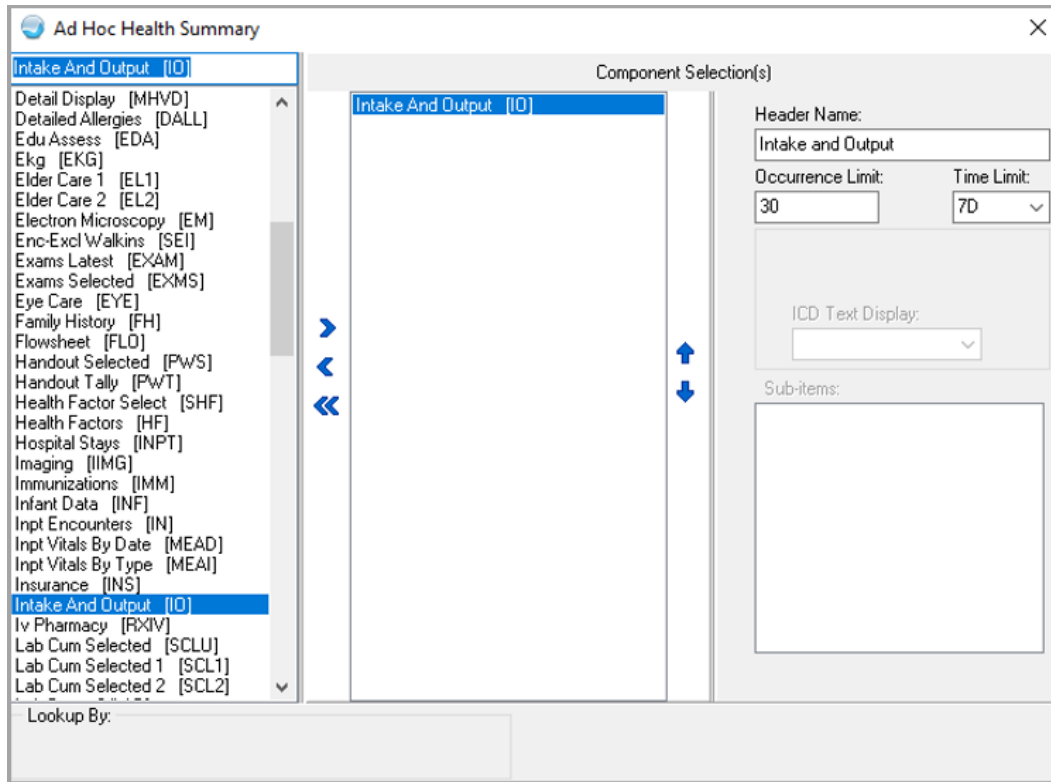 Ad Hoc Health Summary
Intake And Output [IO]
Component Selection(s)
Detail Display [MHVD]
Detailed Allergies [DALL]
Edu Assess [EDA]
Ekg [EKG]
Elder Care 1 [EL1]
Elder Care 2 [EL2]
Electron Microscopy [EM]
Enc-Excl Walkins [SEI]
Exams Latest [EXAM]
Exams Selected [EXMS]
Eye Care [EYE]
Family History [FH]
Flowsheet [FLO]
Handout Selected [PWS]
Handout Tally [PWT]
Health Factor Select [SHF]
Health Factors [HF]
Hospital Stays [INPT]
Imaging [IIMG]
Immunizations [IMM]
Infant Data [INF]
Inpt Encounters [IN]
Inpt Vitals By Date [MEAD]
Inpt Vitals By Type [MEAI]
Insurance [INS]
Intake And Output [IO]
Iv Pharmacy [RXIV]
Lab Cum Selected [SCLU]
Lab Cum Selected 1 [SCL1]
Lab Cum Selected 2 [SCL2]
Intake And Output [IO]
Header Name:
Intake and Output
Occurrence Limit: Time Limit:
30 7D
ICD Text Display:
Sub-items:
Lookup By: